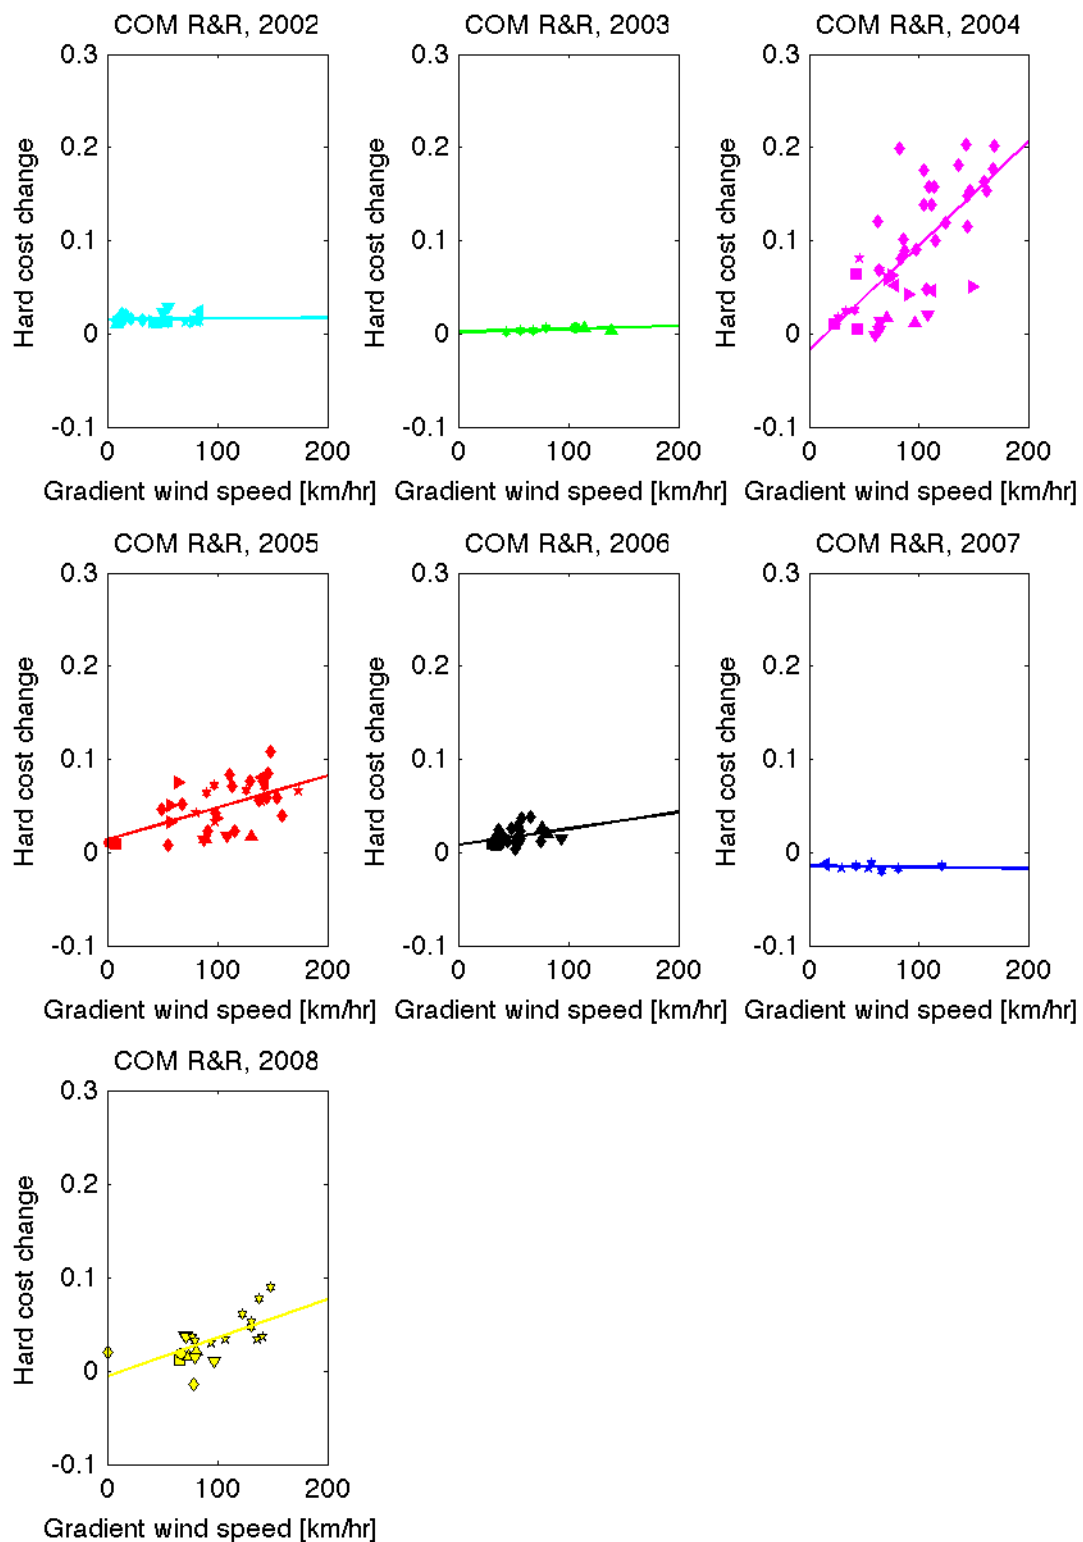 COM R&R, 2002 COM R&R, 2003 COM R&R, 2004
0.3 0.3 0.3
0.2 0.2 0.2
Hard cost change Hard cost change Hard cost change
0.1 0.1 0.1
0 0 0
-0.1 -0.1 -0.1
0 100 200 0 100 200 0 100 200
Gradient wind speed [km/hr] Gradient wind speed [km/hr] Gradient wind speed [km/hr]
COM R&R, 2005 COM R&R, 2006 COM R&R, 2007
0.3 0.3 0.3
0.2 0.2 0.2
Hard cost change Hard cost change Hard cost change
0.1 0.1 0.1
0 0 0
-0.1 -0.1 -0.1
0 100 200 0 100 200 0 100 200
Gradient wind speed [km/hr] Gradient wind speed [km/hr] Gradient wind speed [km/hr]
COM R&R, 2008
0.3
0.2
Hard cost change
0.1
0
-0.1
0 100 200
Gradient wind speed [km/hr]